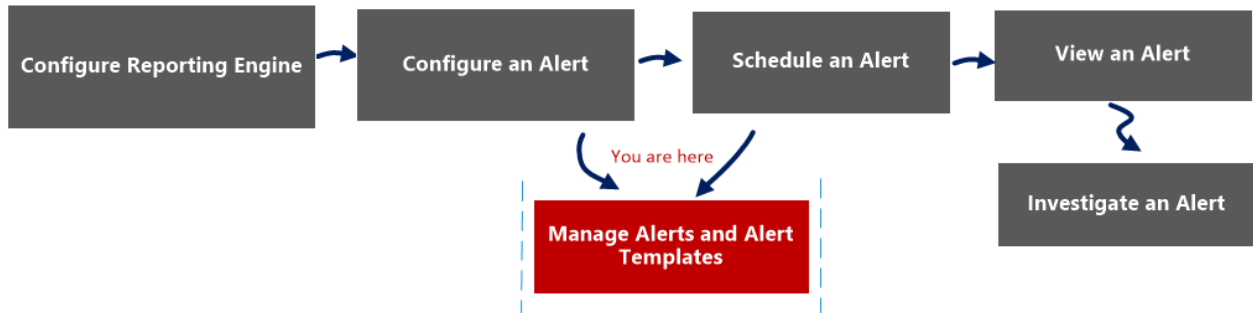 Configure Reporting Engine
Configure an Alert
Schedule an Alert
View an Alert
You are here
Manage Alerts and Alert
Templates
Investigate an Alert